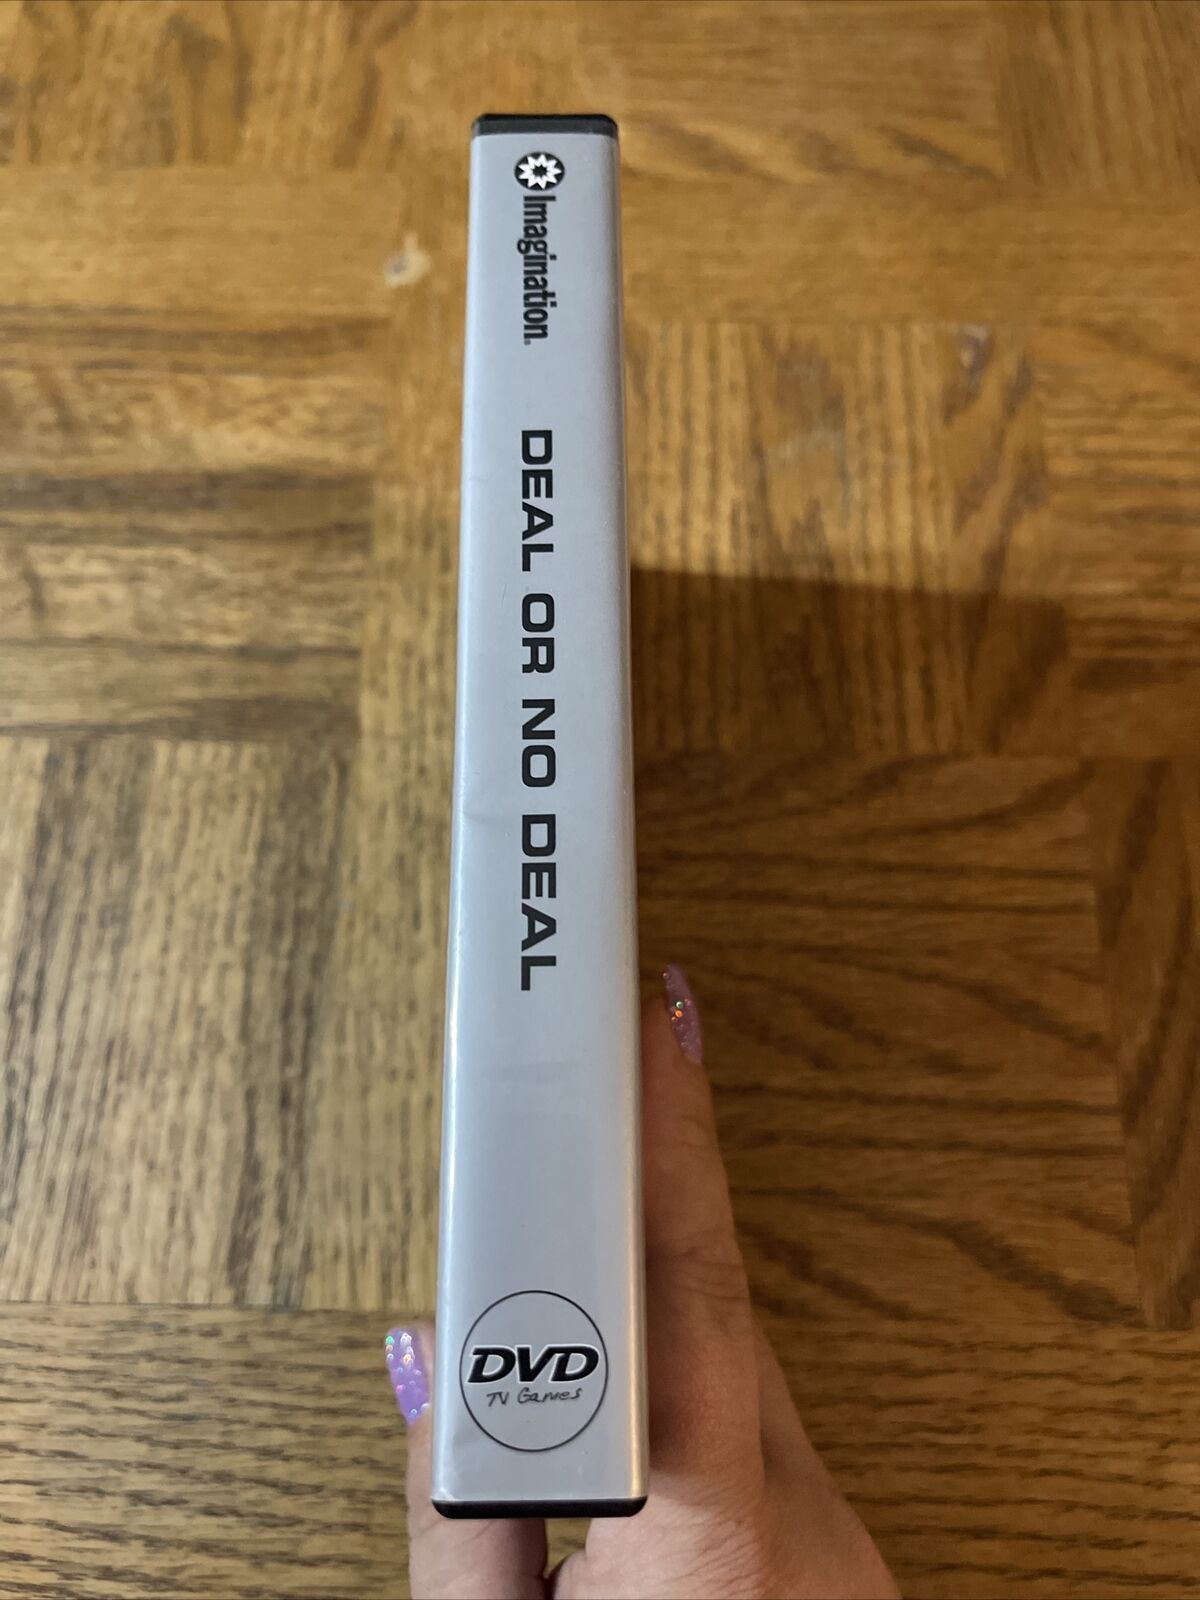 Imagination.
DEAL OR NO DEAL
DVD
TV Games